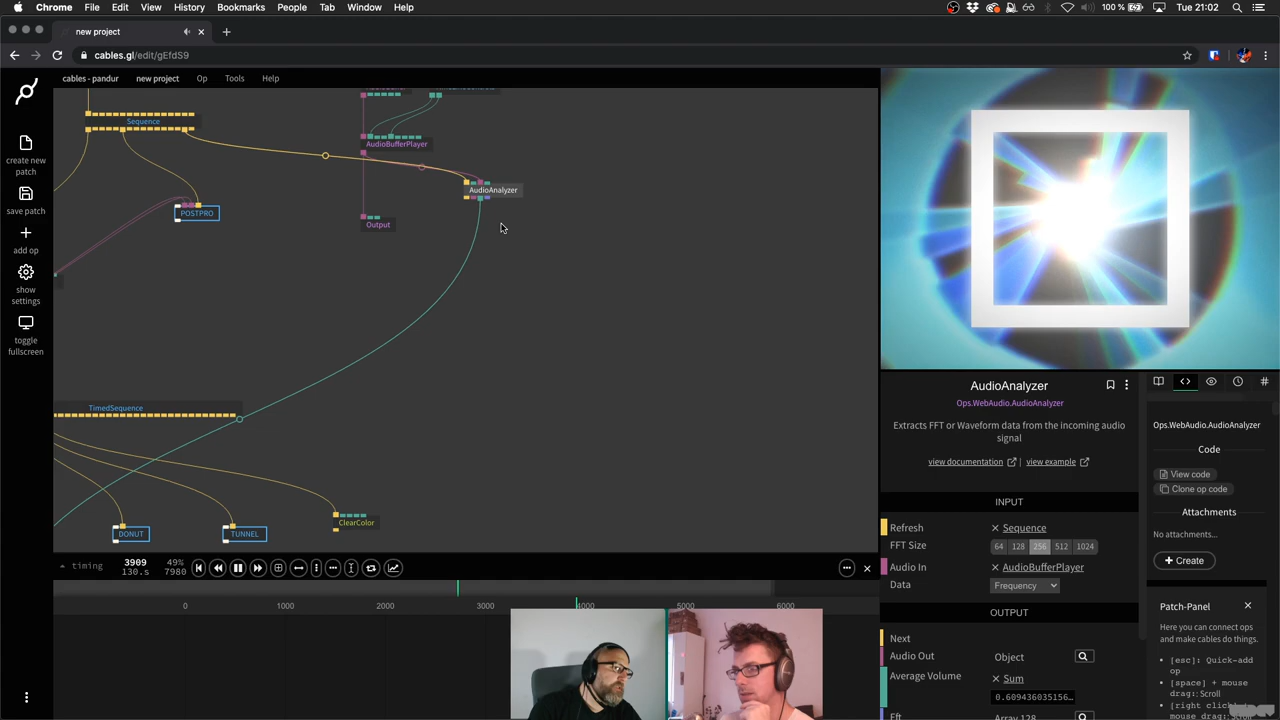 Chrome File Edit View History Bookmarks People Tab Window Help 100 % Tue 21:02
new project
cables.gl/edit/gEfdS9
cables - pandur new project Op Tools Help
create new
patch
save patch
add op
show
settings
toggle
fullscreen
Sequence
AudioBufferPlayer
AudioAnalyzer
POSTPRO
Output
TimedSequence
DONUT
TUNNEL
ClearColor
timing
3909
130.s
49%
7980
0 1000 2000 3000 4000 5000 6000
AudioAnalyzer
Ops.WebAudio.AudioAnalyzer
Extracts FFT or Waveform data from the incoming audio
signal
view documentation | view example
INPUT
Refresh × Sequence
FFT Size 64 128 256 512 1024
Audio In × AudioBufferPlayer
Data Frequency
OUTPUT
Next
Audio Out Object
Average Volume × Sum
0.609436035156…
Fft Array 128
Ops.WebAudio.AudioAnalyzer
Code
View code
Clone op code
Attachments
No attachments...
+ Create
Patch-Panel
Here you can connect ops
and make cables do things.
[esc]: Quick-add
op
[space] + mouse
drag: Scroll
[right click] +
mouse drag: Scroll